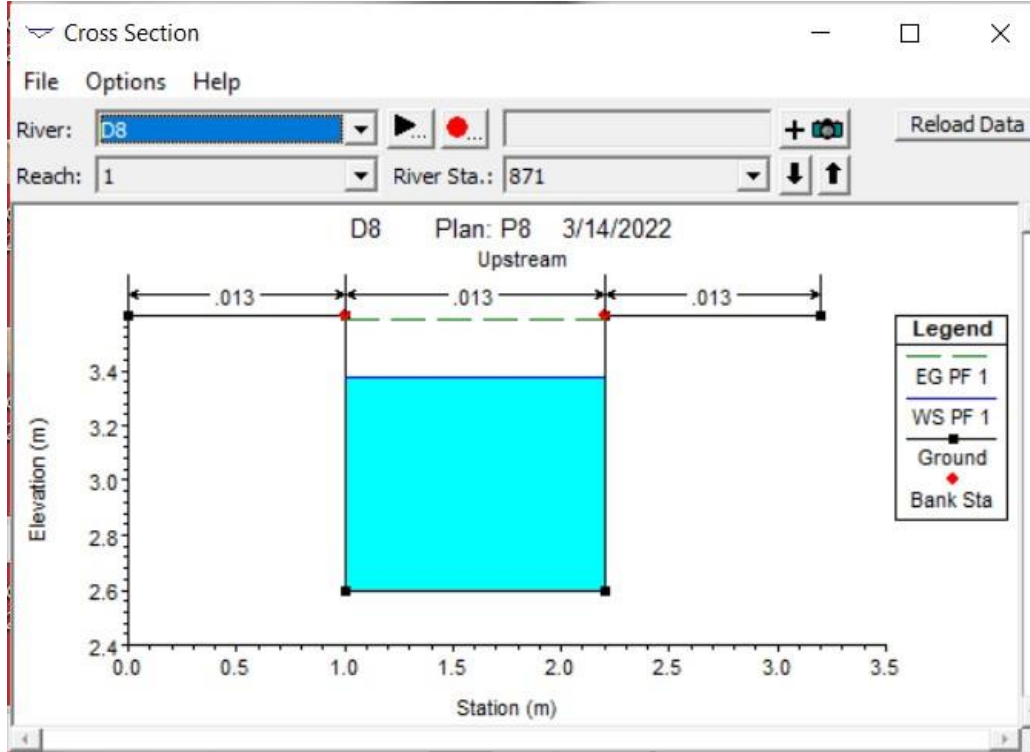 Cross Section
File Options Help
River: D8 Reload Data
Reach: 1 River Sta.: 871
D8 Plan: P8 3/14/2022
Upstream
.013 .013 .013
Legend
EG PF 1
WS PF 1
Ground
Bank Sta
Elevation (m)
3.4
3.2
3.0
2.8
2.6
2.4
0.0 0.5 1.0 1.5 2.0 2.5 3.0 3.5
Station (m)